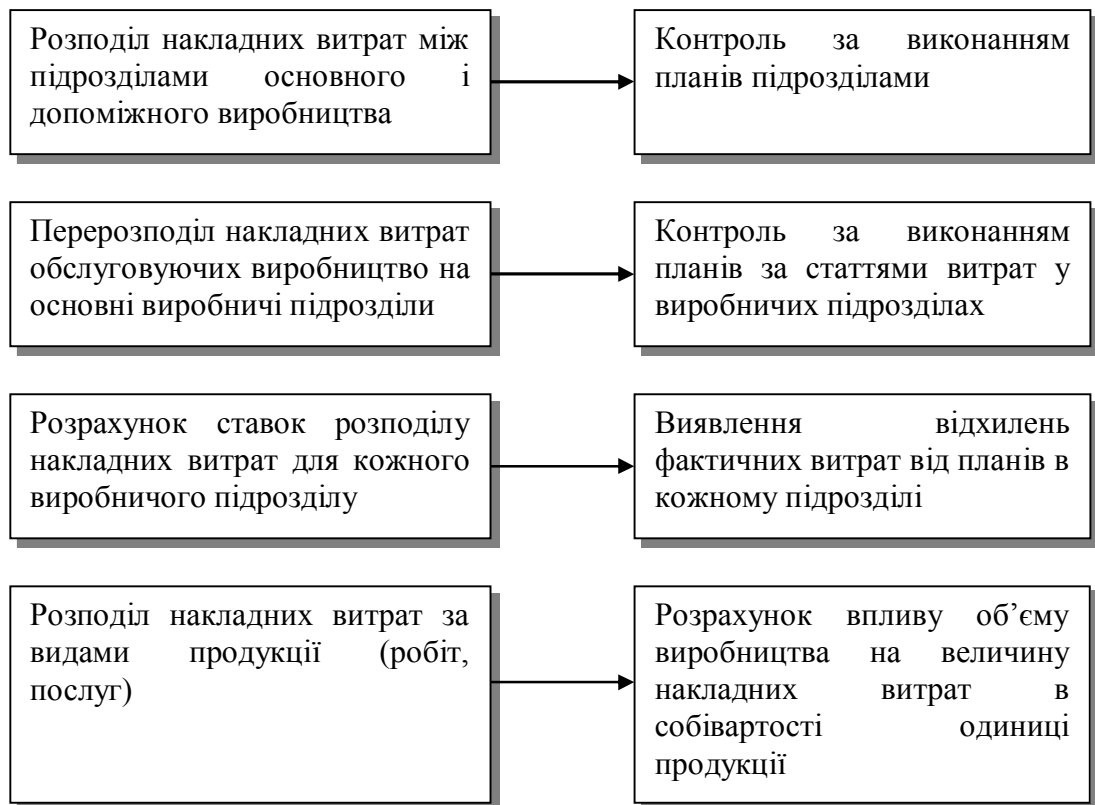 Розподіл накладних витрат між
підрозділами основного і
допоміжного виробництва
Контроль за виконанням
планів підрозділами
Перерозподіл накладних витрат
обслуговуючих виробництво на
основні виробничі підрозділи
Контроль за виконанням
планів за статтями витрат у
виробничих підрозділах
Розрахунок ставок розподілу
накладних витрат для кожного
виробничого підрозділу
Виявлення відхилень
фактичних витрат від планів в
кожному підрозділі
Розподіл накладних витрат за
видами продукції (робіт,
послуг)
Розрахунок впливу об’єму
виробництва на величину
накладних витрат в
собівартості одиниці
продукції